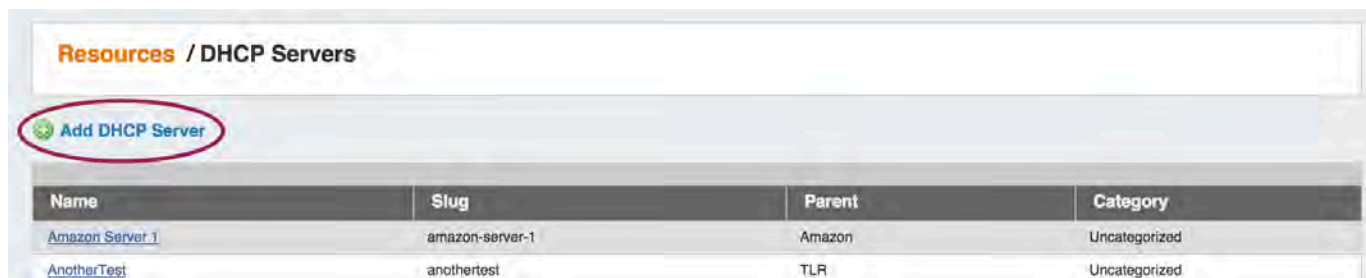 Resources / DHCP Servers
Add DHCP Server
Name Slug Parent Category
Amazon Server 1 amazon-server-1 Amazon Uncategorized
AnotherTest anothertest TLR Uncategorized